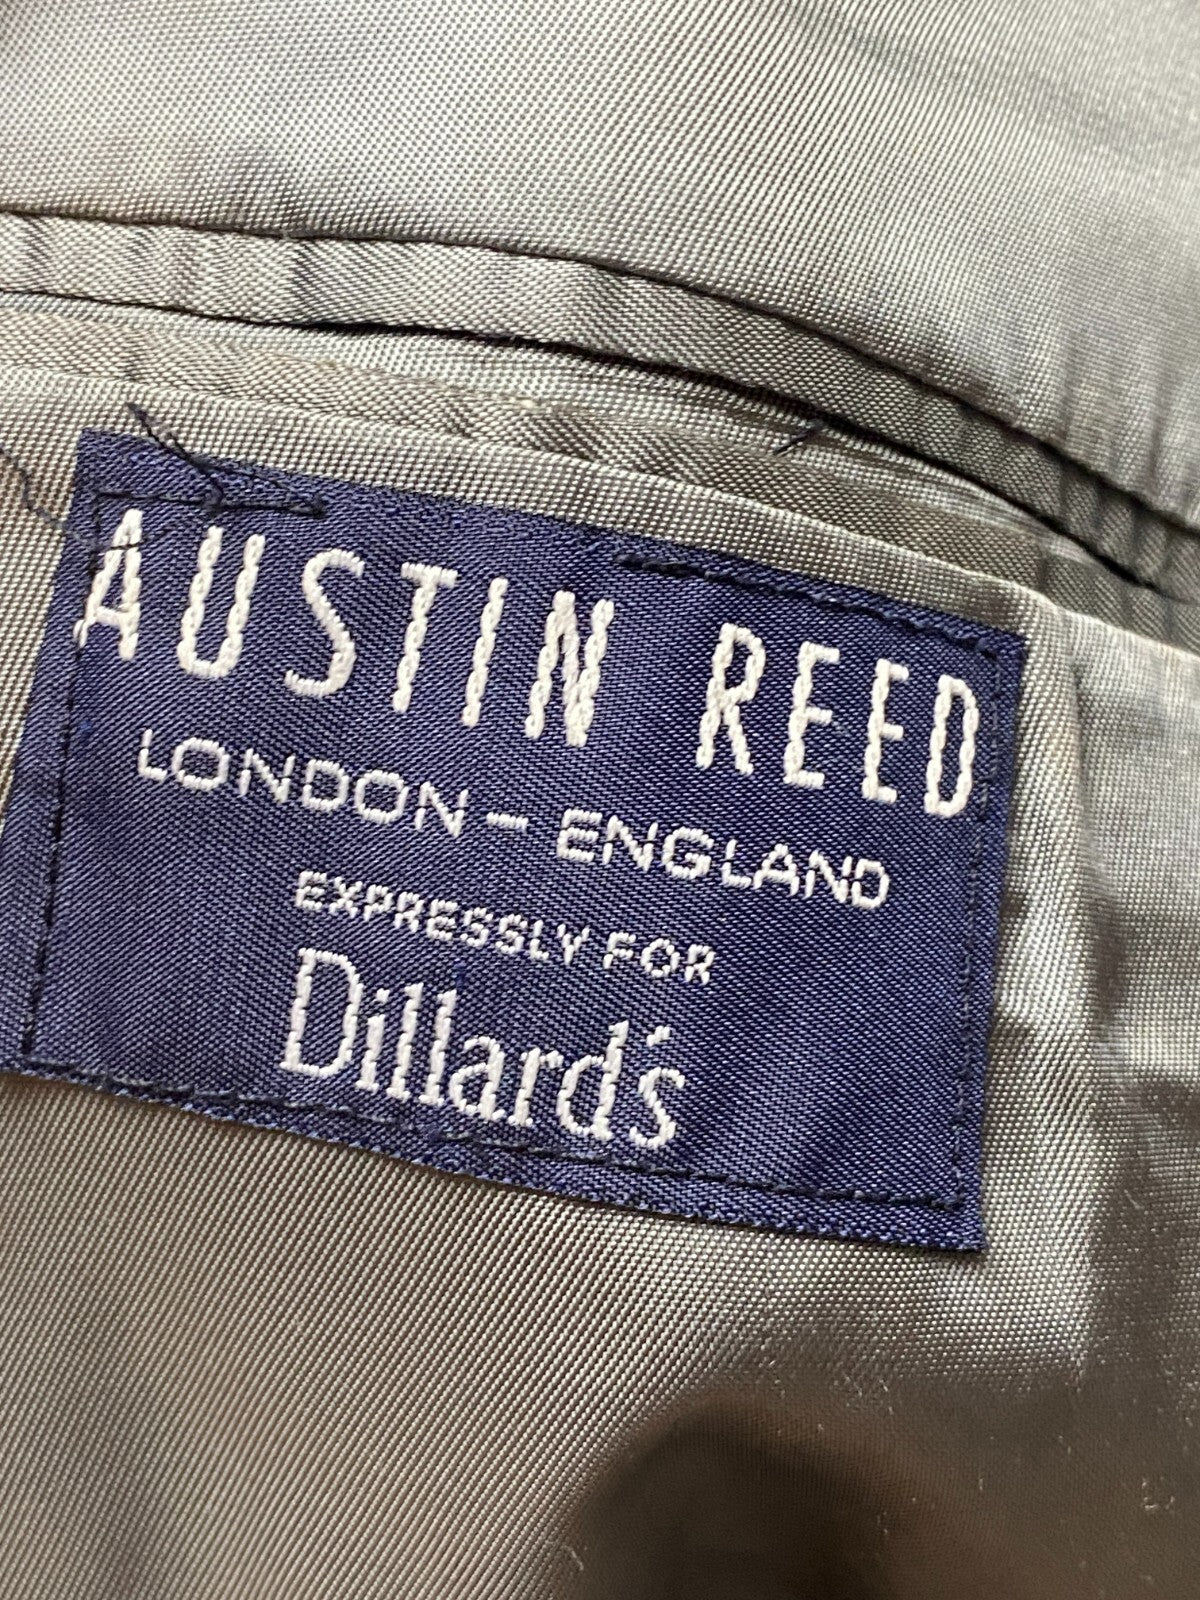 AUSTIN REED
LONDON - ENGLAND
EXPRESSLY FOR
Dillard's